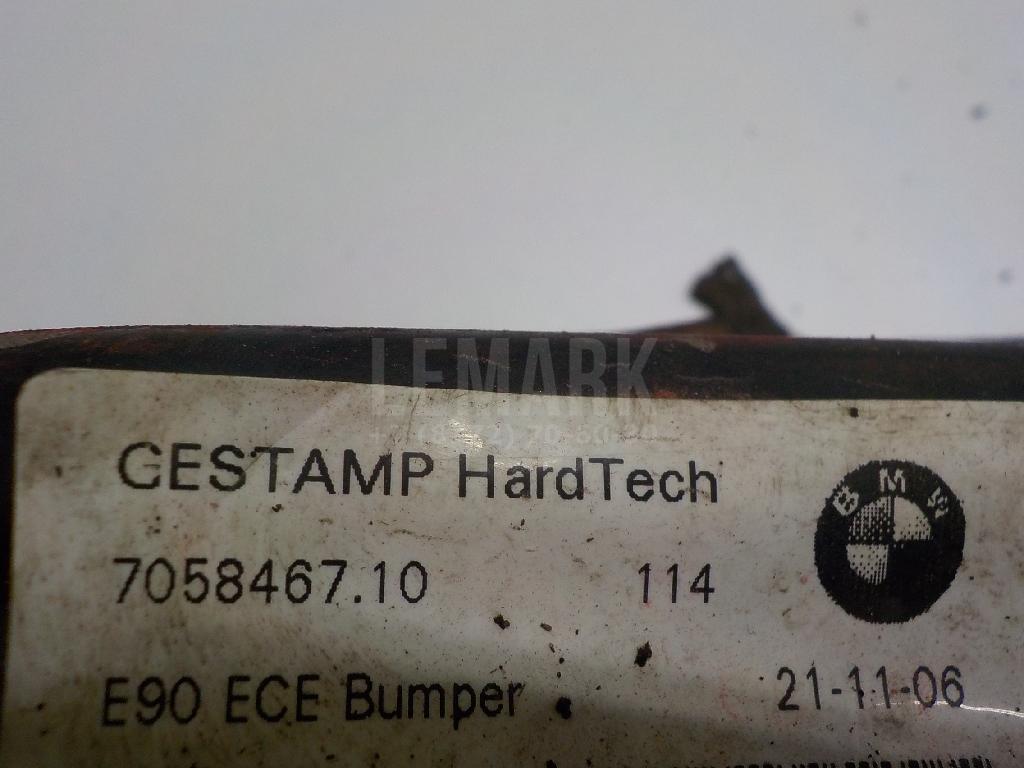 LEMARK
GESTAMP HardTech
7058467.10 114
BMW
E90 ECE Bumper 21-11-06